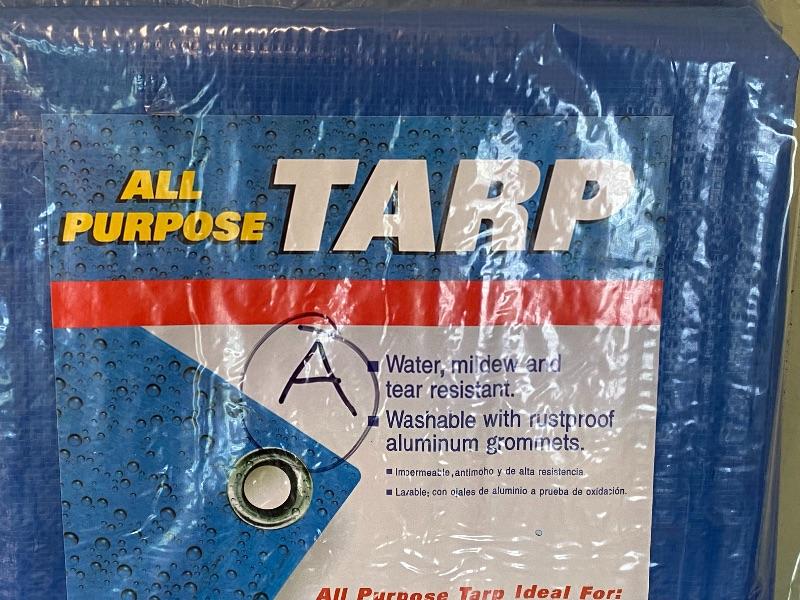 ALL
PURPOSE
TARP
A
Water, mildew and
tear resistant.
Washable with rustproof
aluminum grommets.
Impermeable, antimoho y de alta resistencia
Lavable; con ojales de aluminio a prueba de oxidación.
All Purpose Tarp Ideal For: